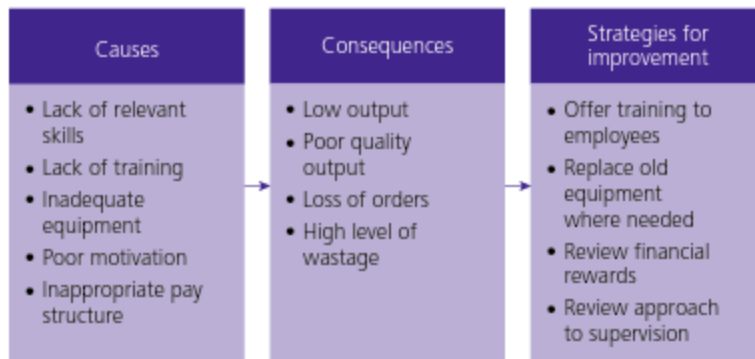 Causes
• Lack of relevant
skills
• Lack of training
• Inadequate
equipment
• Poor motivation
• Inappropriate pay
structure
Consequences
• Low output
• Poor quality
output
• Loss of orders
• High level of
wastage
Strategies for
improvement
• Offer training to
employees
• Replace old
equipment
where needed
• Review financial
rewards
• Review approach
to supervision